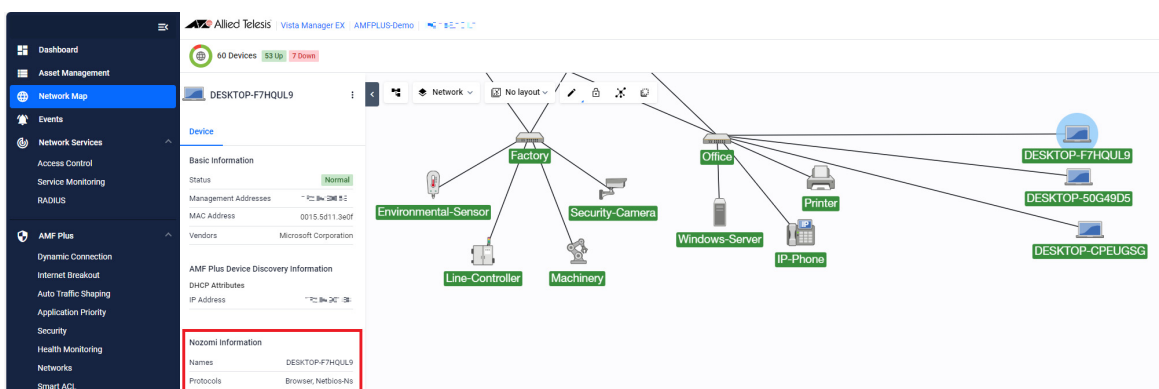 Allied Telesis Vista Manager EX AMFPLUS-Demo
60 Devices 53 Up 7 Down
Dashboard
Asset Management
Network Map
Events
Network Services
Access Control
Service Monitoring
RADIUS
AMF Plus
Dynamic Connection
Internet Breakout
Auto Traffic Shaping
Application Priority
Security
Health Monitoring
Networks
Smart ACL
DESKTOP-F7HQUL9
Device
Basic Information
Status Normal
Management Addresses
MAC Address 0015.5d11.3e0f
Vendors Microsoft Corporation
AMF Plus Device Discovery Information
DHCP Attributes
IP Address
Nozomi Information
Names DESKTOP-F7HQUL9
Protocols Browser, Netbios-Ns
Network No layout
Factory
Office
DESKTOP-F7HQUL9
DESKTOP-50G49D5
Environmental-Sensor
Security-Camera
Printer
IP
Windows-Server
IP-Phone
DESKTOP-CPEUGSG
Line-Controller
Machinery